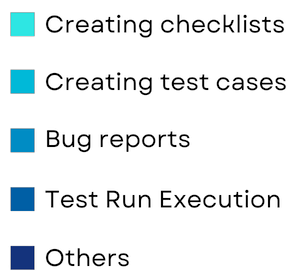 Creating checklists
Creating test cases
Bug reports
Test Run Execution
Others